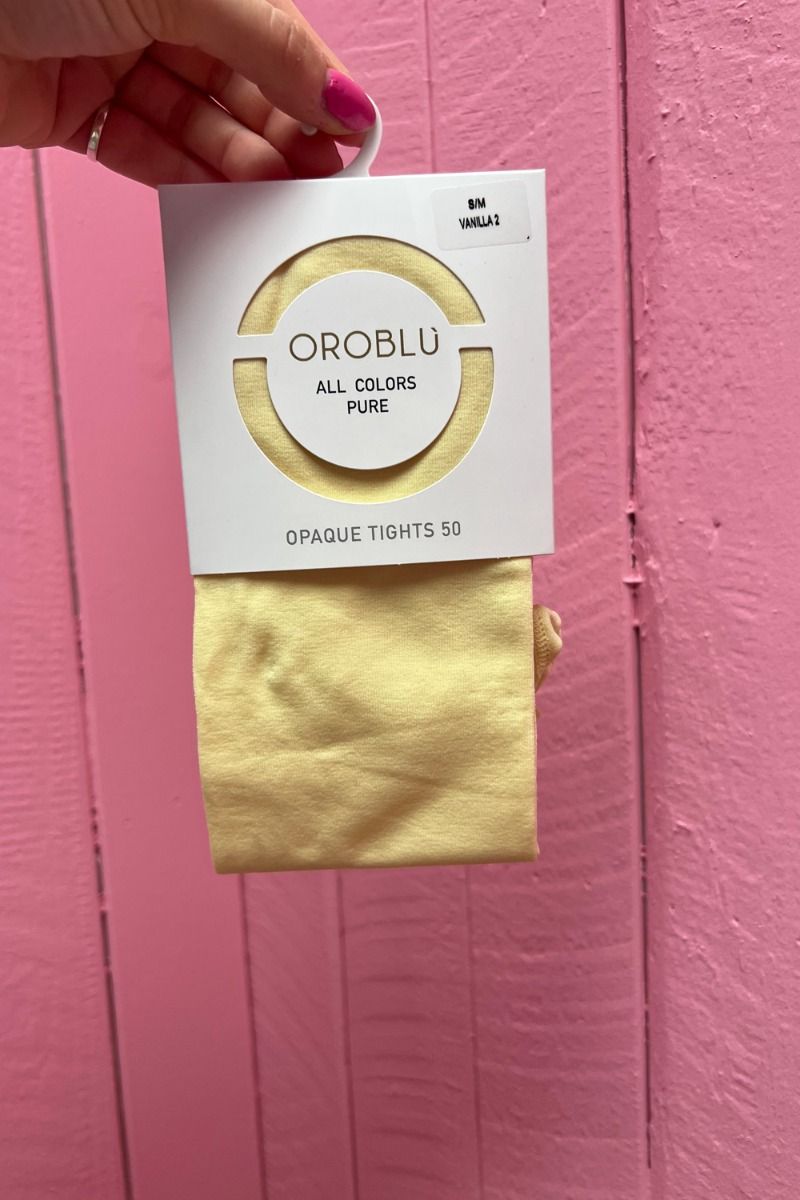 S/M
VANILLA 2
OROBLÙ
ALL COLORS
PURE
OPAQUE TIGHTS 50